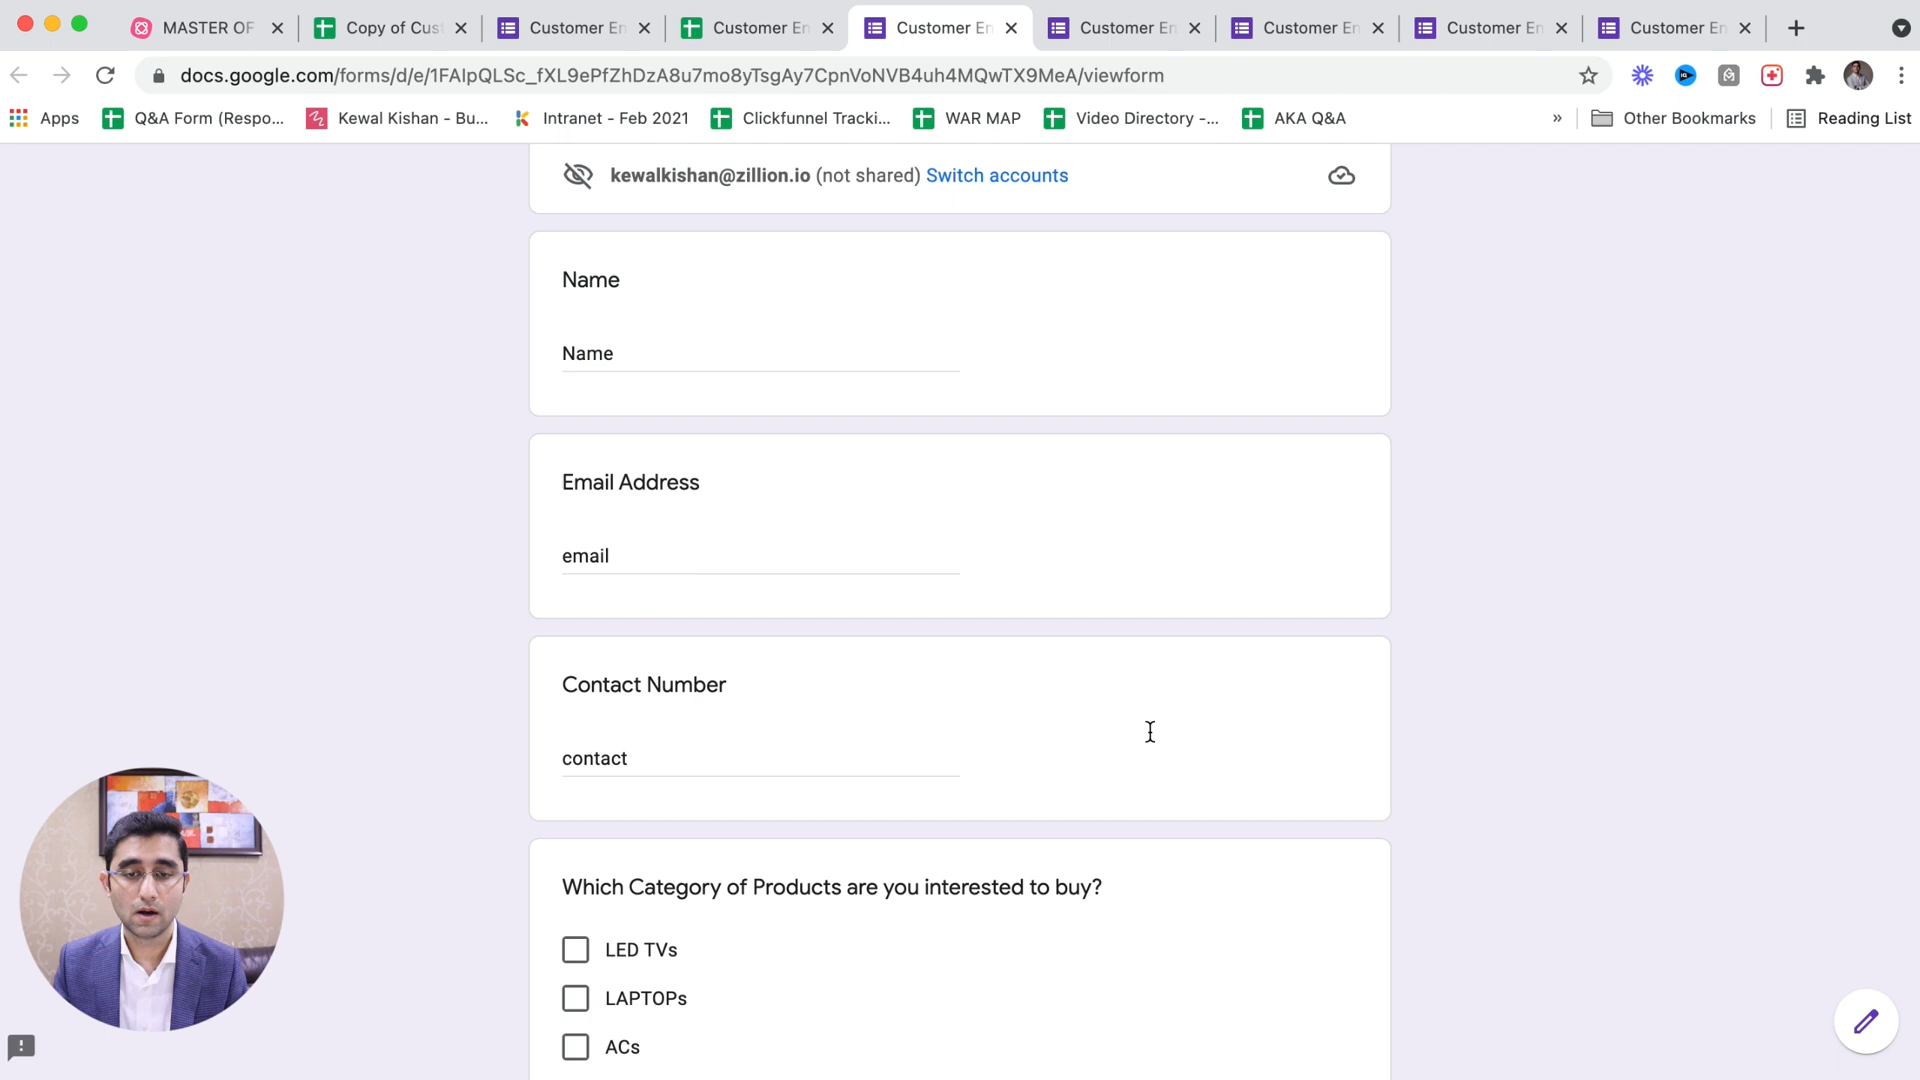 MASTER OF
Copy of Cus
Customer En
Customer En
Customer En
Customer En
Customer En
Customer En
Customer En
docs.google.com/forms/d/e/1FAIpQLSc_fXL9ePfZhDzA8u7mo8yTsgAy7CpnVoNVB4uh4MQwTX9MeA/viewform
Apps
Q&A Form (Respo...
Kewal Kishan - Bu...
Intranet - Feb 2021
Clickfunnel Tracki...
WAR MAP
Video Directory -...
AKA Q&A
»
Other Bookmarks
Reading List
kewalkishan@zillion.io (not shared) Switch accounts
Name
Name
Email Address
email
Contact Number
contact
Which Category of Products are you interested to buy?
LED TVs
LAPTOPs
ACs